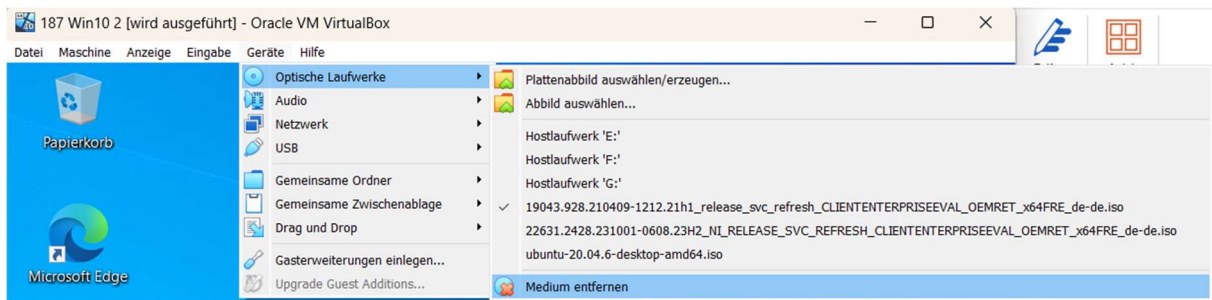 187 Win10 2 [wird ausgeführt] - Oracle VM VirtualBox
Datei Maschine Anzeige Eingabe Geräte Hilfe
Papierkorb
Microsoft Edge
Optische Laufwerke
Audio
Netzwerk
USB
Gemeinsame Ordner
Gemeinsame Zwischenablage
Drag und Drop
Gasterweiterungen einlegen...
Upgrade Guest Additions...
Plattenabbild auswählen/erzeugen...
Abbild auswählen...
Hostlaufwerk 'E:'
Hostlaufwerk 'F:'
Hostlaufwerk 'G:'
19043.928.210409-1212.21h1_release_svc_refresh_CLIENTENTERPRISEEVAL_OEMRET_x64FRE_de-de.iso
22631.2428.231001-0608.23H2_NI_RELEASE_SVC_REFRESH_CLIENTENTERPRISEEVAL_OEMRET_x64FRE_de-de.iso
ubuntu-20.04.6-desktop-amd64.iso
Medium entfernen